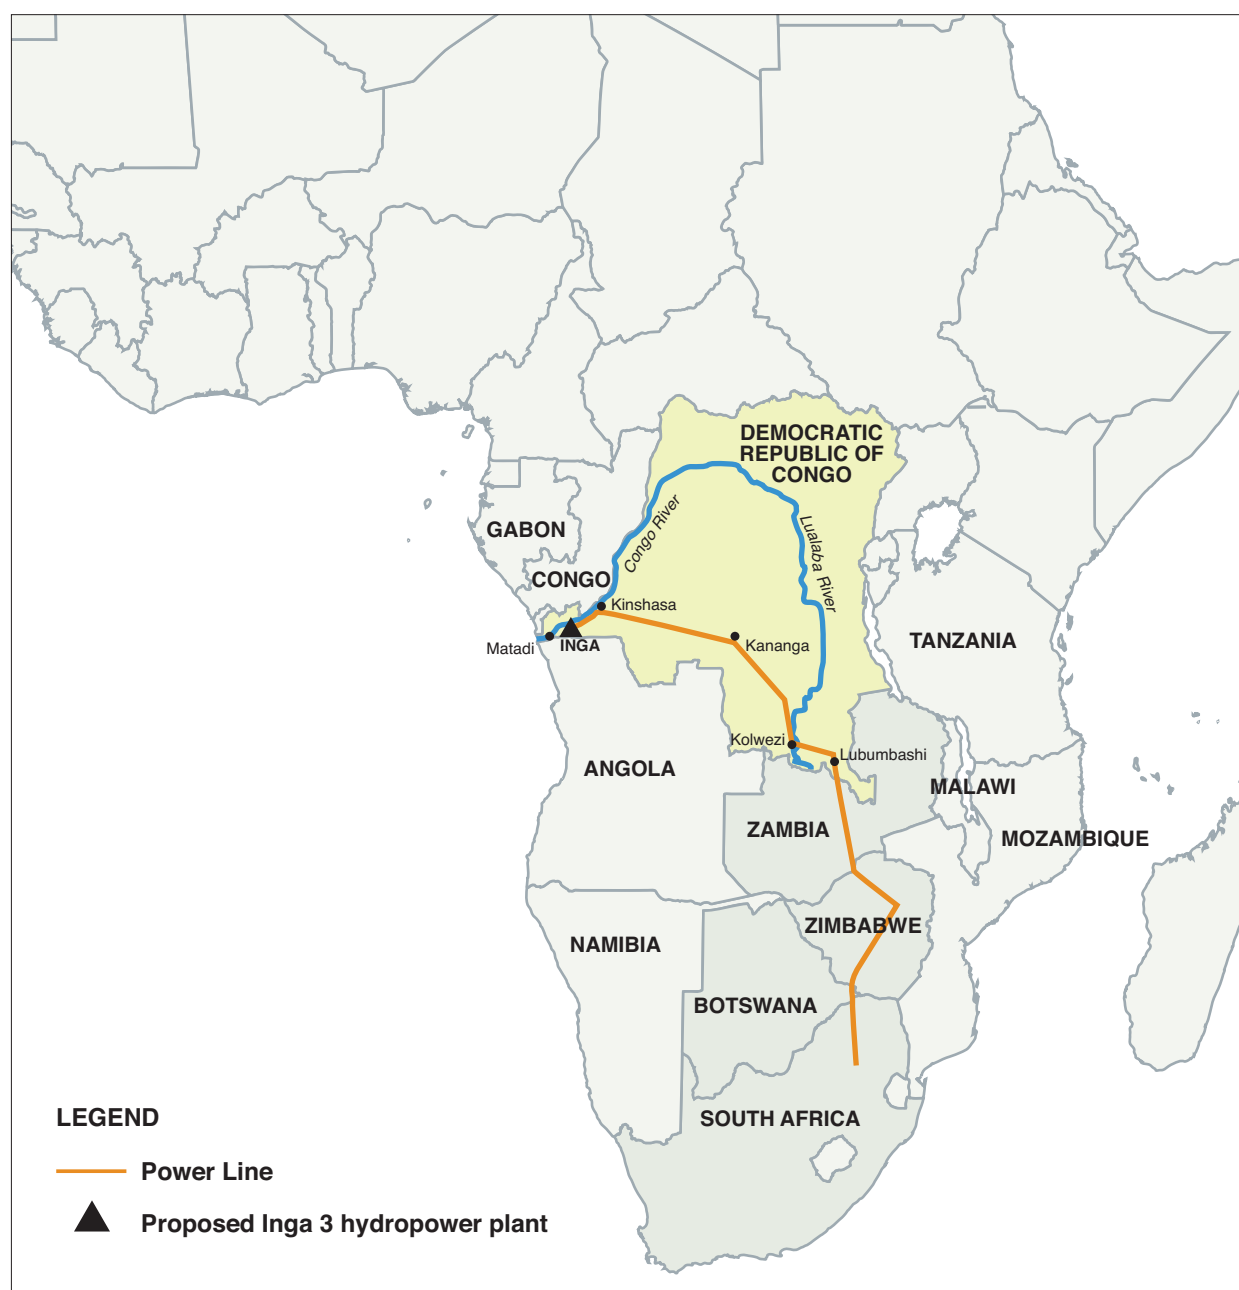 DEMOCRATIC
REPUBLIC OF
CONGO
Congo River
Lualaba River
GABON
CONGO
Kinshasa
Matadi
INGA
Kananga
TANZANIA
Kolwezi
Lubumbashi
ANGOLA
MALAWI
ZAMBIA
MOZAMBIQUE
ZIMBABWE
NAMIBIA
BOTSWANA
SOUTH AFRICA
LEGEND
Power Line
Proposed Inga 3 hydropower plant